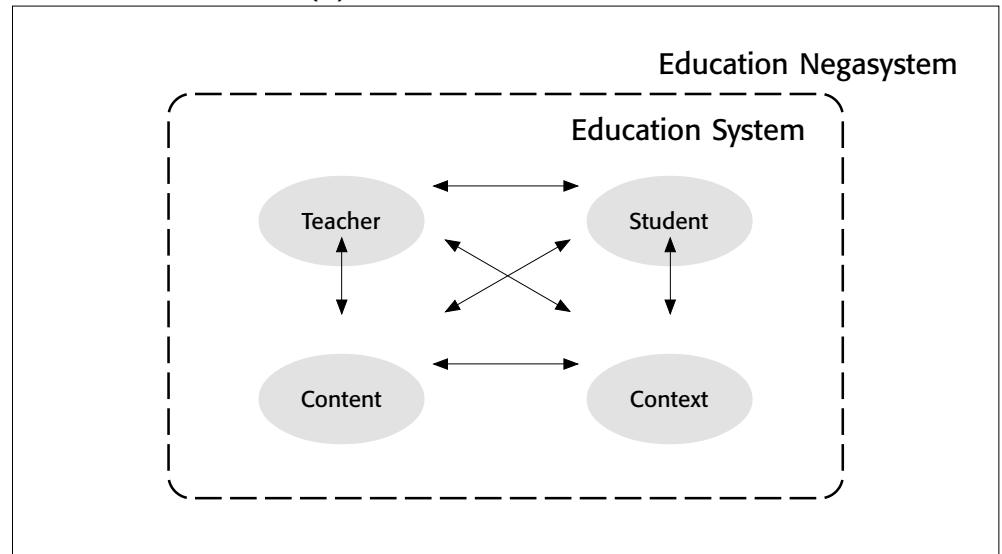 Education Negasystem
Education System
Teacher
Student
Content
Context